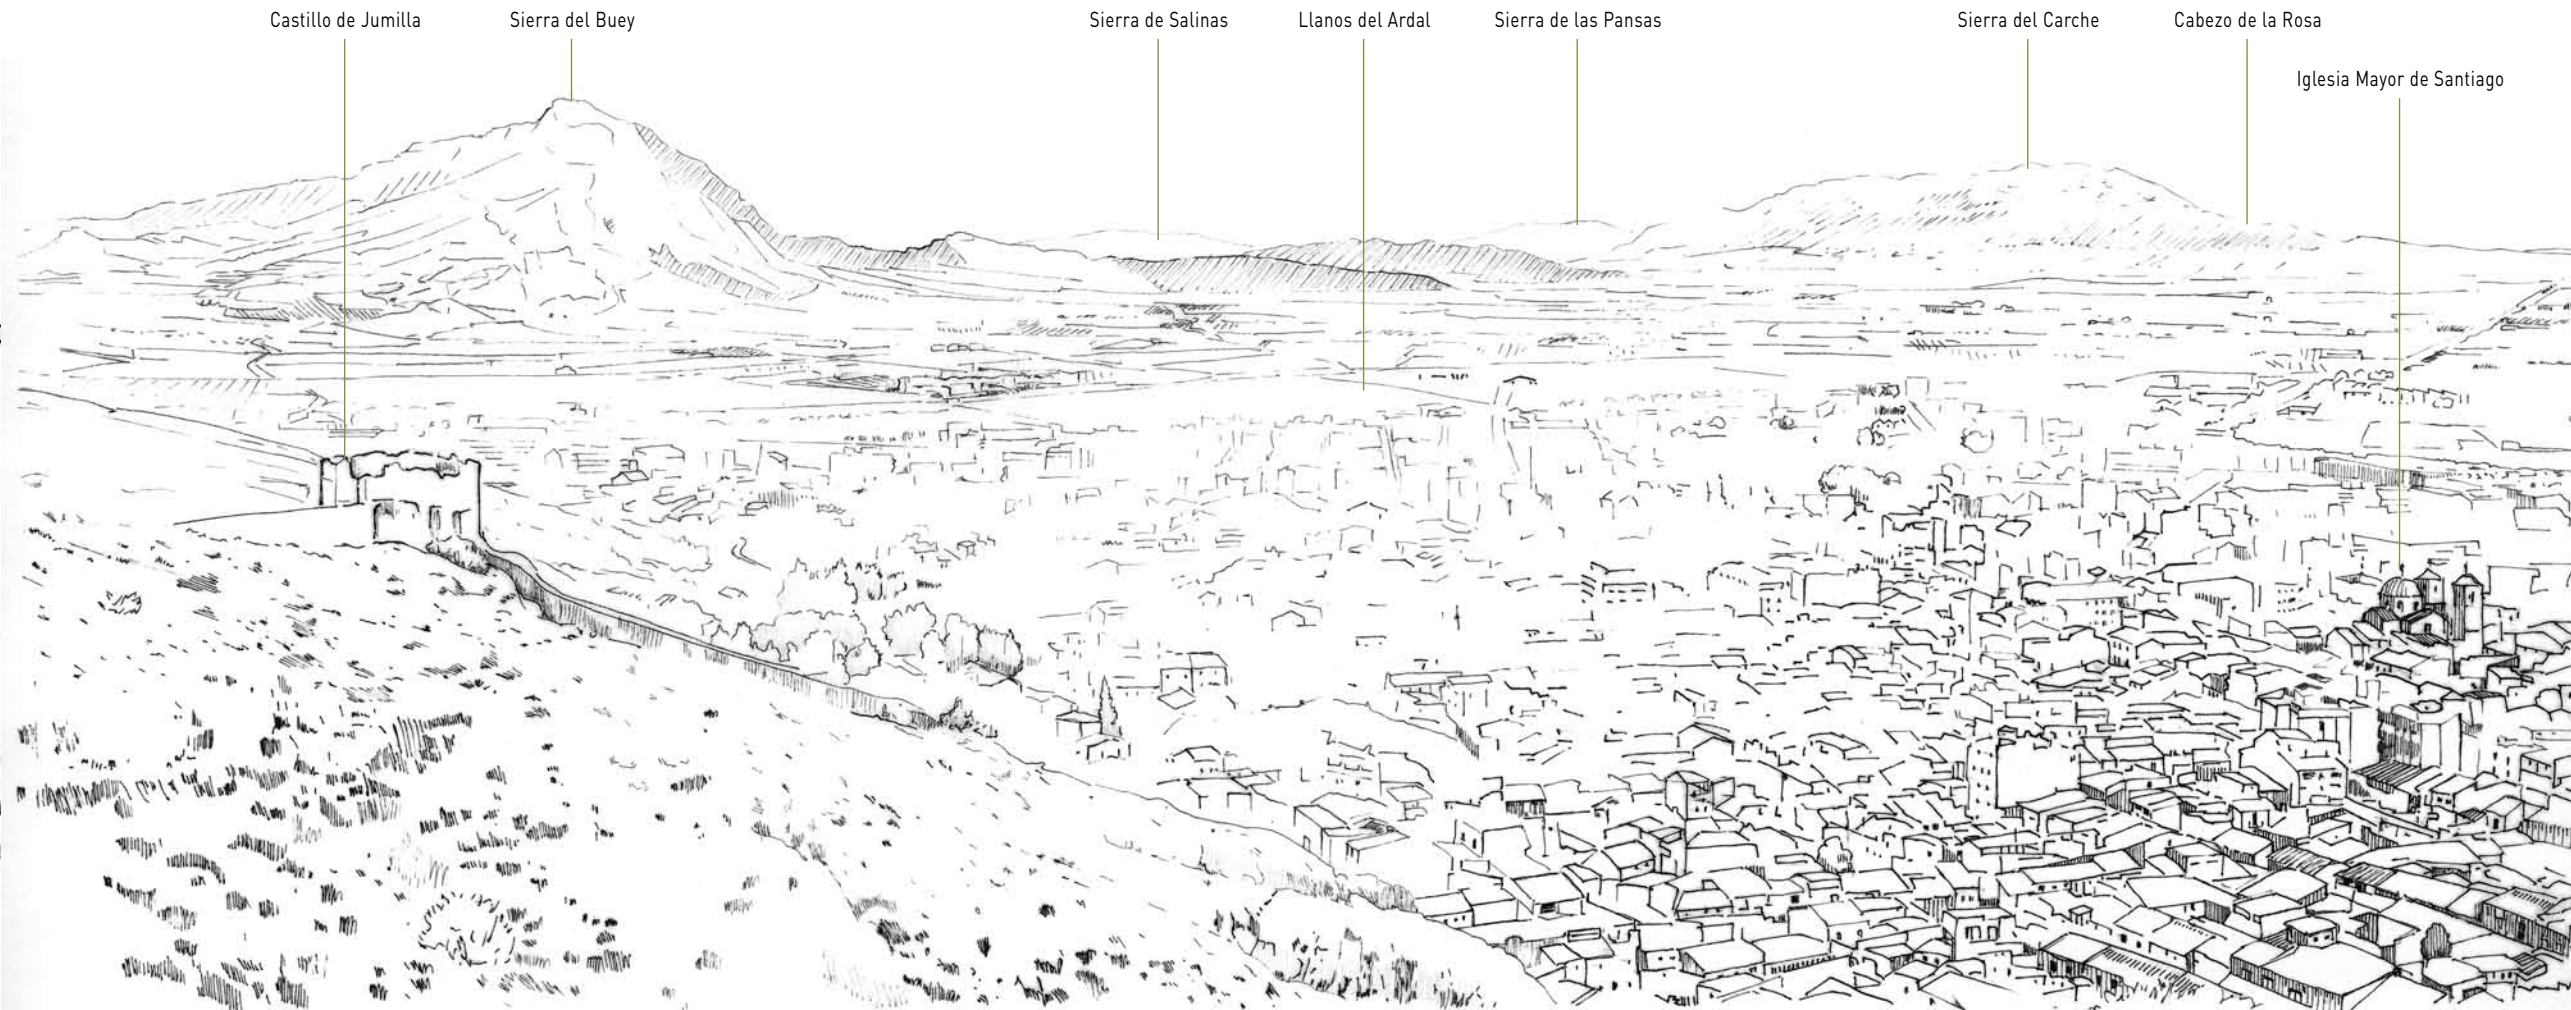 Castillo de Jumilla
Sierra del Buey
Sierra de Salinas
Llanos del Ardal
Sierra de las Pansas
Sierra del Carche
Cabezo de la Rosa
Iglesia Mayor de Santiago